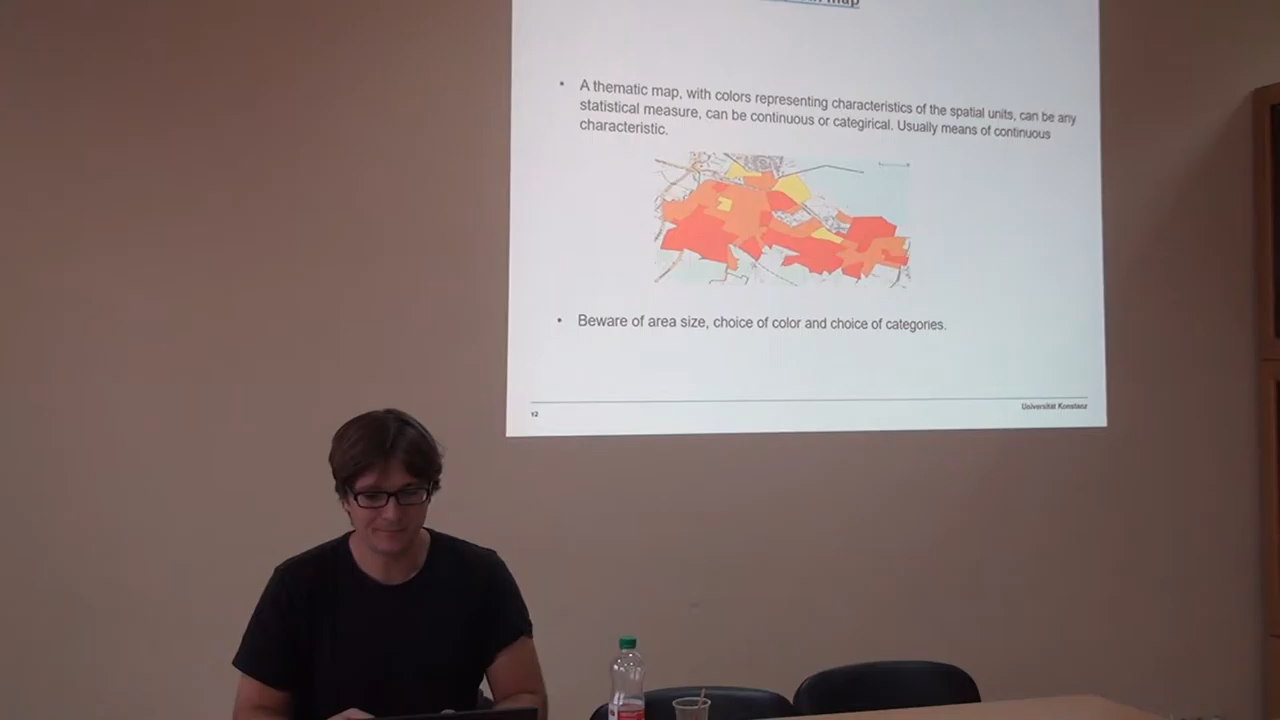 map
• A thematic map, with colors representing characteristics of the spatial units, can be any
statistical measure, can be continuous or categirical. Usually means of continuous
characteristic.
• Beware of area size, choice of color and choice of categories.
12
Universität Konstanz